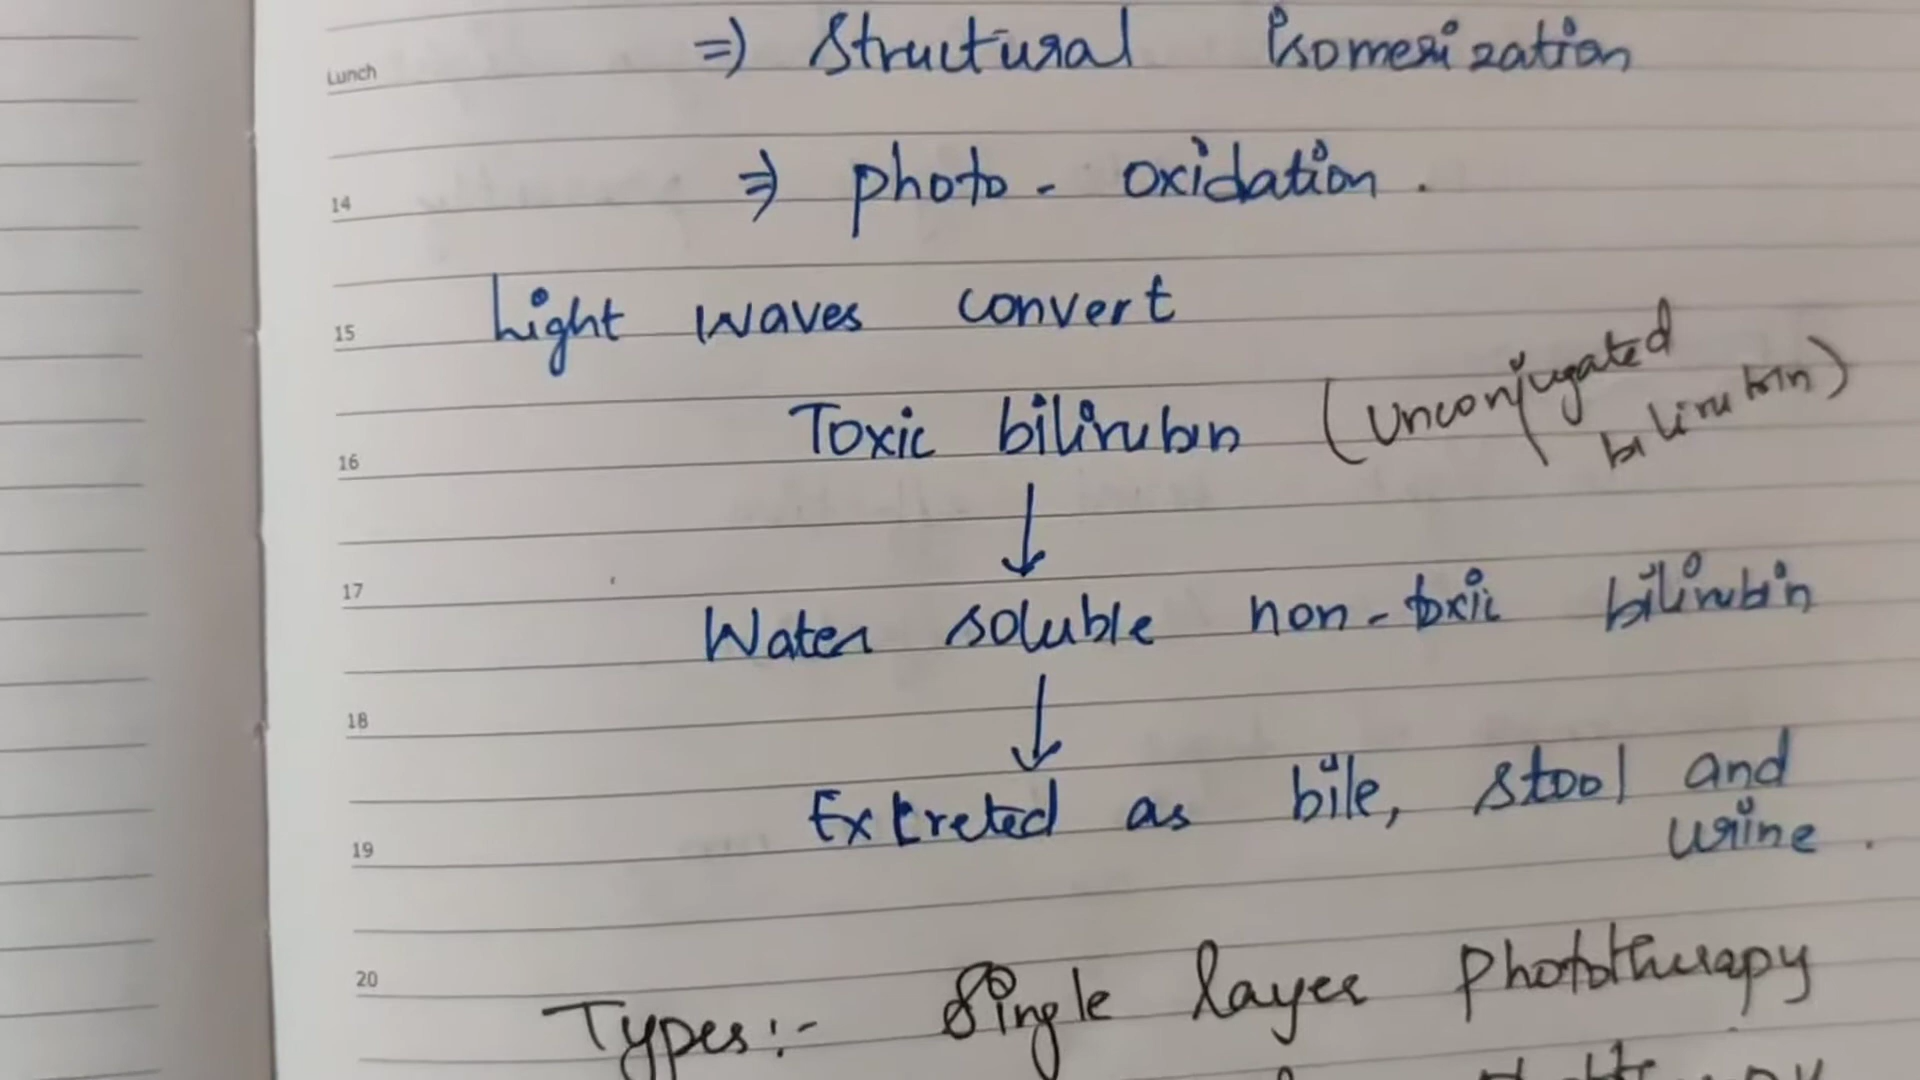 ⇒ Structural Isomerization
Lunch
⇒ photo - oxidation.
14
Light waves convert
15
Toxic bilirubin (Unconjugated
bilirubin)
16
↓
17
Water soluble non-toxic bilirubin
↓
18
Excreted as bile, stool and
urine.
19
20
Types:- Single layer Phototherapy